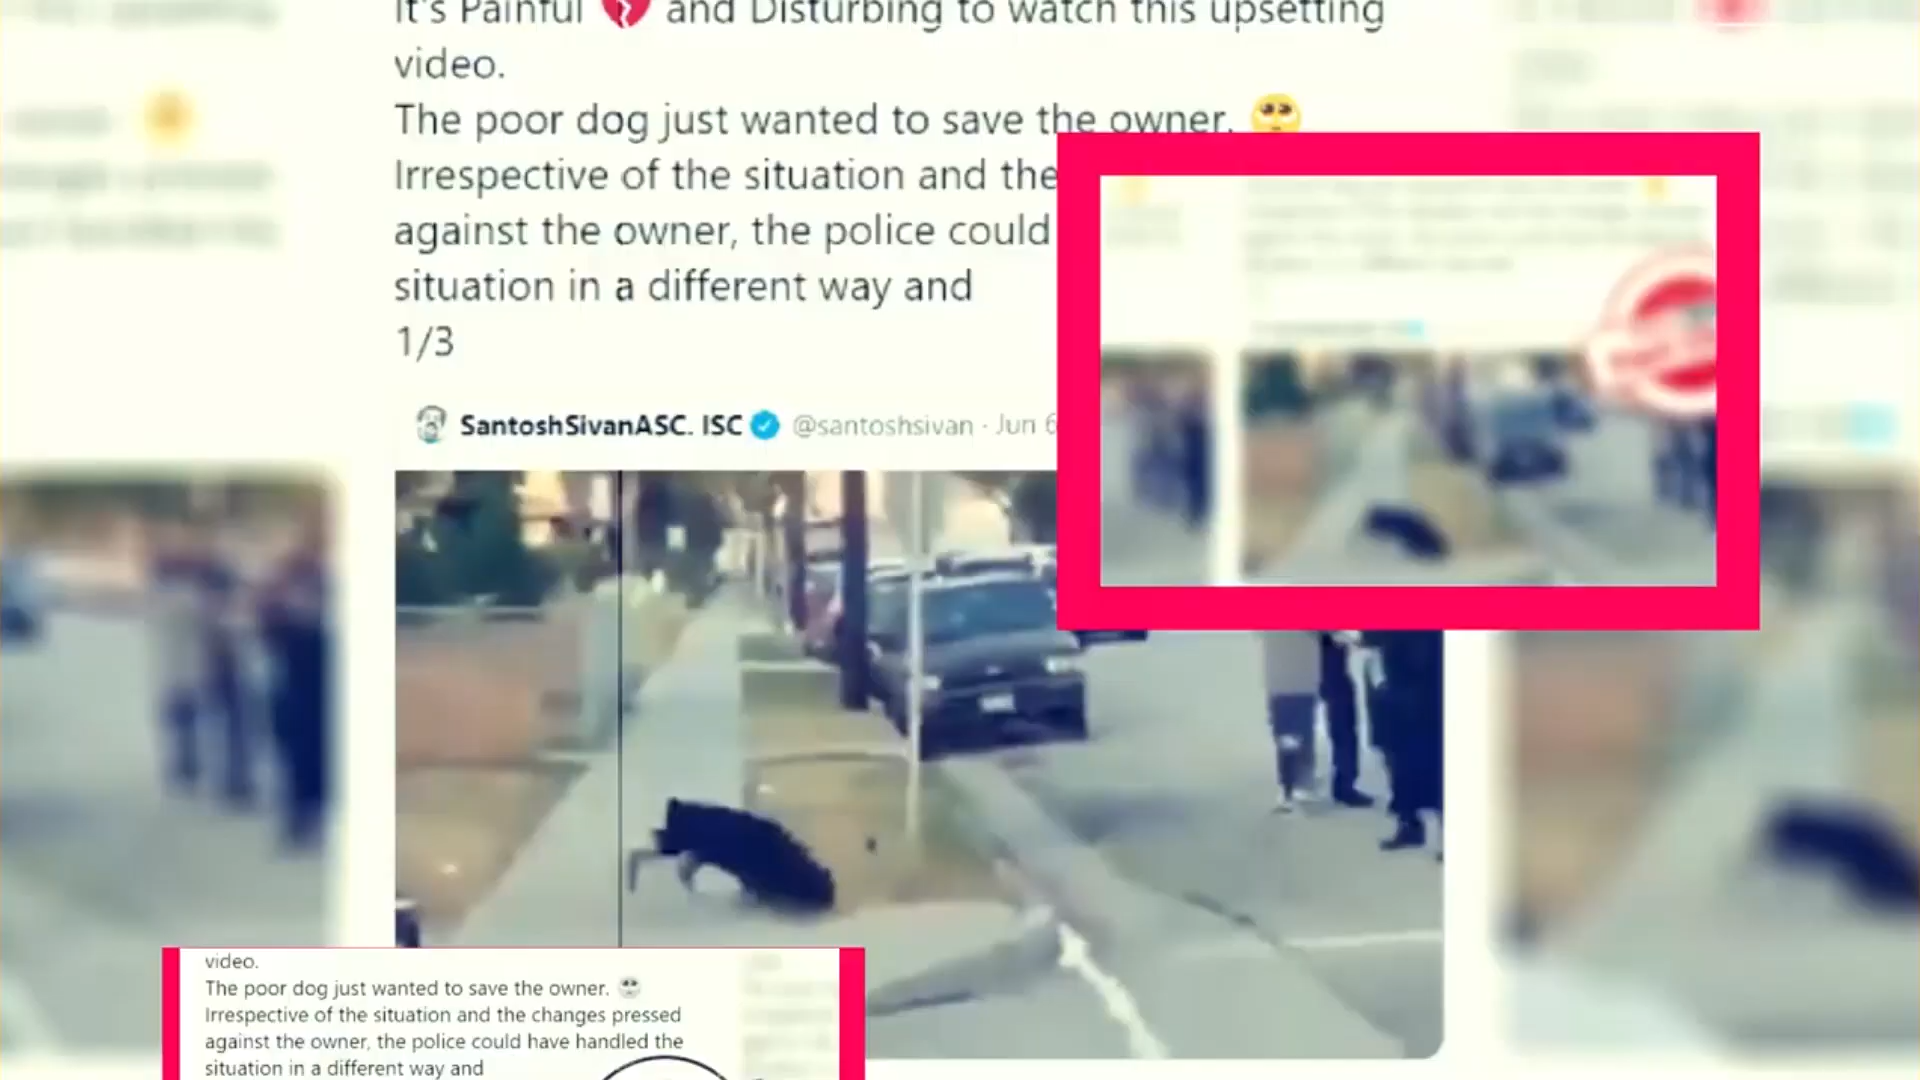 It's Painful 💔 and Disturbing to watch this upsetting
video.
The poor dog just wanted to save the owner. 🥺
Irrespective of the situation and the
against the owner, the police could
situation in a different way and
1/3
SantoshSivanASC. ISC @santoshsivan · Jun 6
video.
The poor dog just wanted to save the owner. 🥺
Irrespective of the situation and the changes pressed
against the owner, the police could have handled the
situation in a different way and